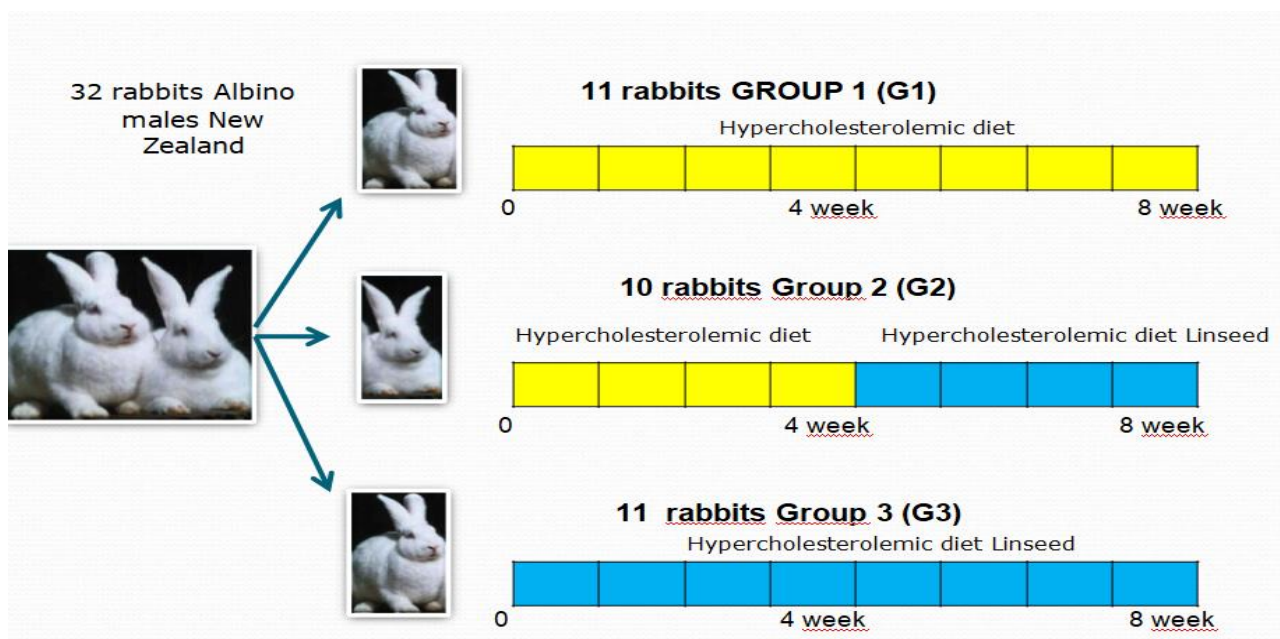 32 rabbits Albino
males New
Zealand
11 rabbits GROUP 1 (G1)
Hypercholesterolemic diet
0 4 week 8 week
10 rabbits Group 2 (G2)
Hypercholesterolemic diet Hypercholesterolemic diet Linseed
0 4 week 8 week
11 rabbits Group 3 (G3)
Hypercholesterolemic diet Linseed
0 4 week 8 week